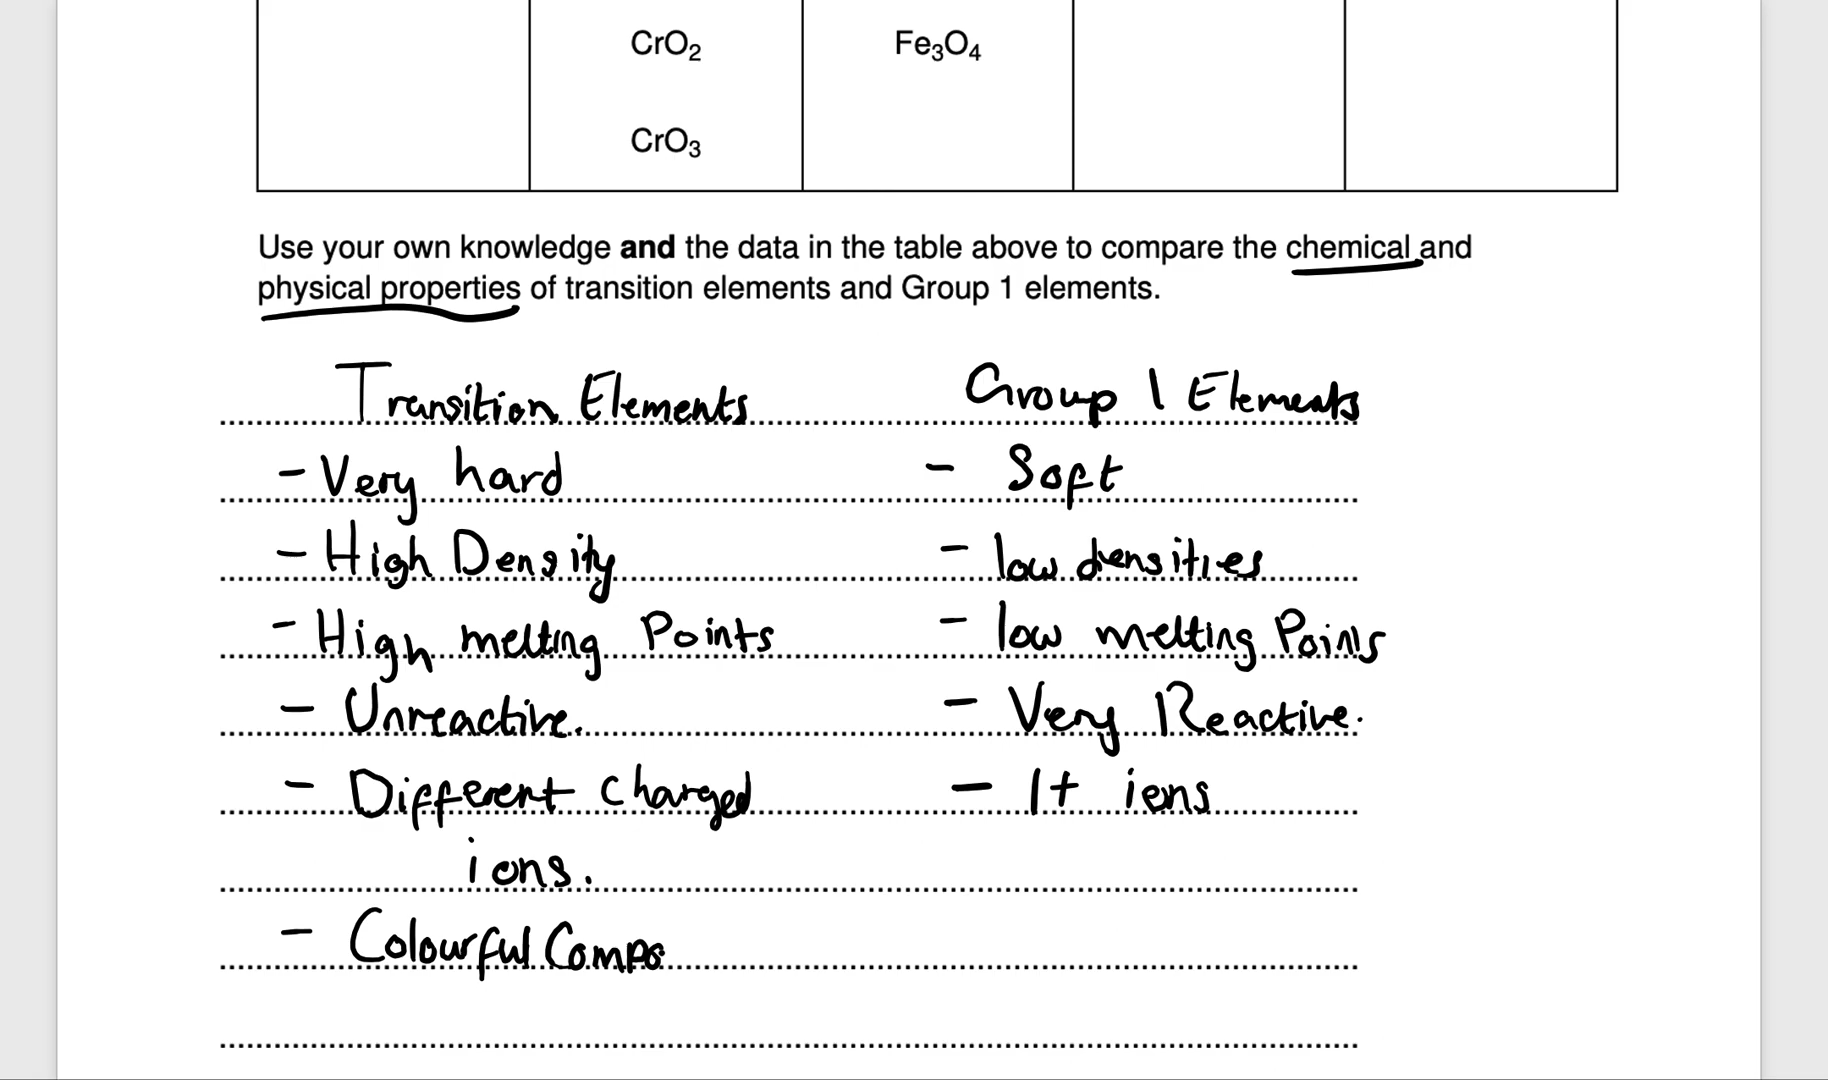 CrO₂ Fe₃O₄
CrO₃
Use your own knowledge and the data in the table above to compare the chemical and
physical properties of transition elements and Group 1 elements.
Transition Elements Group 1 Elements
- Very hard - Soft
- High Density - low densities
- High melting Points - low melting Points
- Unreactive. - Very Reactive.
- Different charged - 1+ ions
ions.
- Colourful Compo